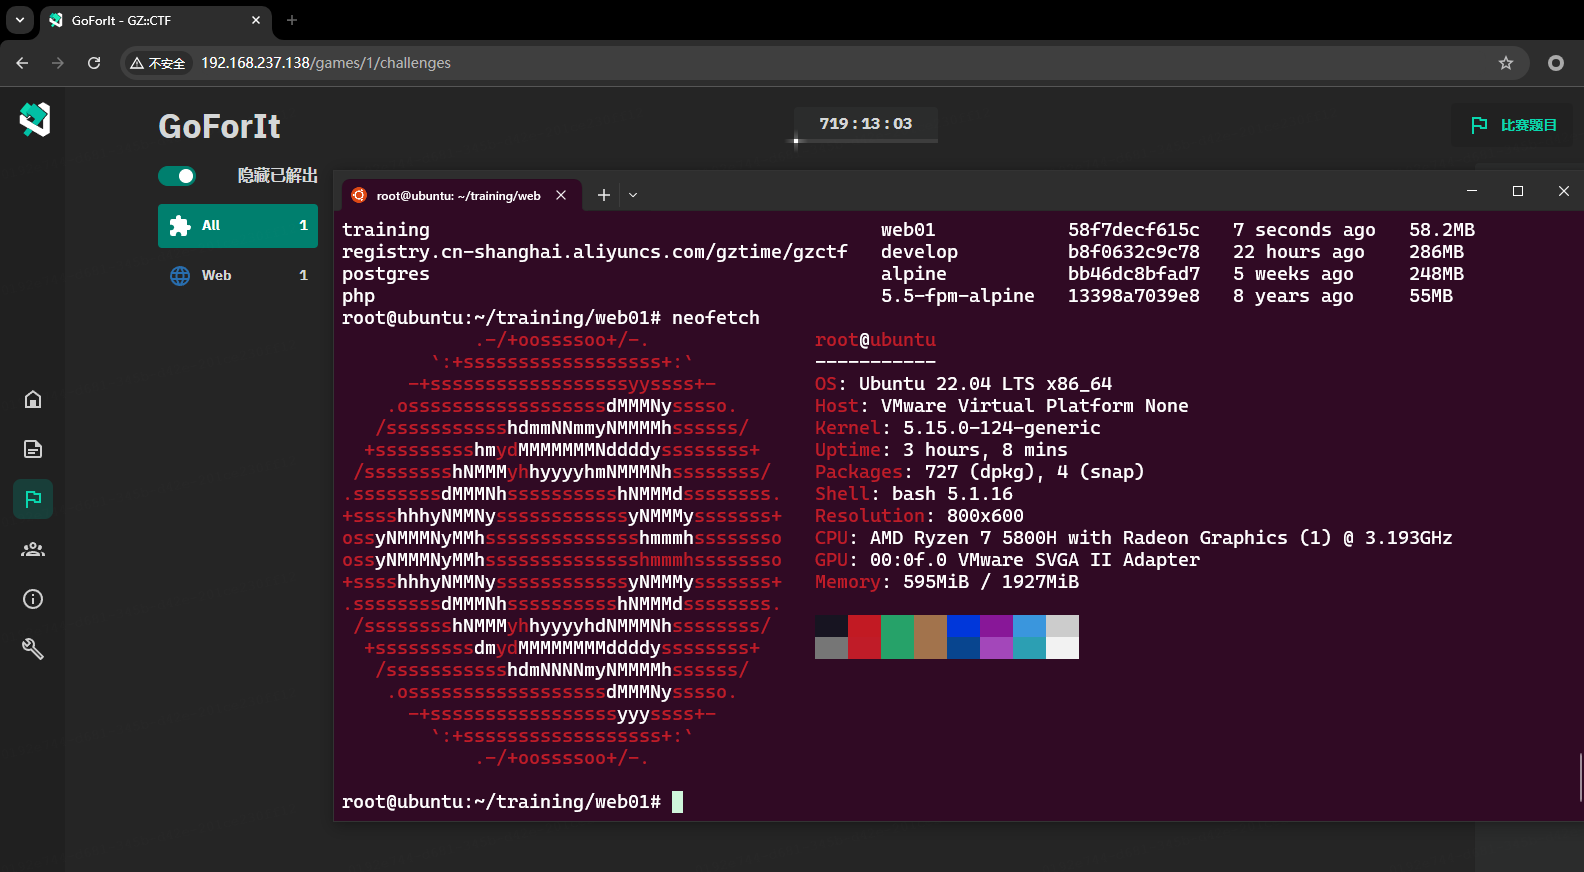 GoForIt - GZ::CTF
不安全
192.168.237.138/games/1/challenges
GoForIt
719 : 13 : 03
比赛题目
隐藏已解出
All 1
Web 1
root@ubuntu: ~/training/web
training web01 58f7decf615c 7 seconds ago 58.2MB
registry.cn-shanghai.aliyuncs.com/gztime/gzctf develop b8f0632c9c78 22 hours ago 286MB
postgres alpine bb46dc8bfad7 5 weeks ago 248MB
php 5.5-fpm-alpine 13398a7039e8 8 years ago 55MB
root@ubuntu:~/training/web01# neofetch
.-/+oossssoo+/-. root@ubuntu
`:+ssssssssssssssssss+:` -----------
-+ssssssssssssssssssyyssss+- OS: Ubuntu 22.04 LTS x86_64
.ossssssssssssssssssdMMMNysssso. Host: VMware Virtual Platform None
/ssssssssssshdmmNNmmyNMMMMhssssss/ Kernel: 5.15.0-124-generic
+ssssssssshmydMMMMMMMNddddyssssssss+ Uptime: 3 hours, 8 mins
/sssssssshNMMMyhhyyyyhmNMMMNhssssssss/ Packages: 727 (dpkg), 4 (snap)
.ssssssssdMMMNhsssssssssshNMMMdssssssss. Shell: bash 5.1.16
+sssshhhyNMMNyssssssssssssyNMMMysssssss+ Resolution: 800x600
ossyNMMMNyMMhsssssssssssssshmmmhssssssso CPU: AMD Ryzen 7 5800H with Radeon Graphics (1) @ 3.193GHz
ossyNMMMNyMMhsssssssssssssshmmmhssssssso GPU: 00:0f.0 VMware SVGA II Adapter
+sssshhhyNMMNyssssssssssssyNMMMysssssss+ Memory: 595MiB / 1927MiB
.ssssssssdMMMNhsssssssssshNMMMdssssssss.
/sssssssshNMMMyhhyyyyhdNMMMNhssssssss/
+sssssssssdmydMMMMMMMMddddyssssssss+
/ssssssssssshdmNNNNmyNMMMMhssssss/
.ossssssssssssssssssdMMMNysssso.
-+sssssssssssssssssyyyssss+-
`:+ssssssssssssssssss+:`
.-/+oossssoo+/-.
root@ubuntu:~/training/web01#